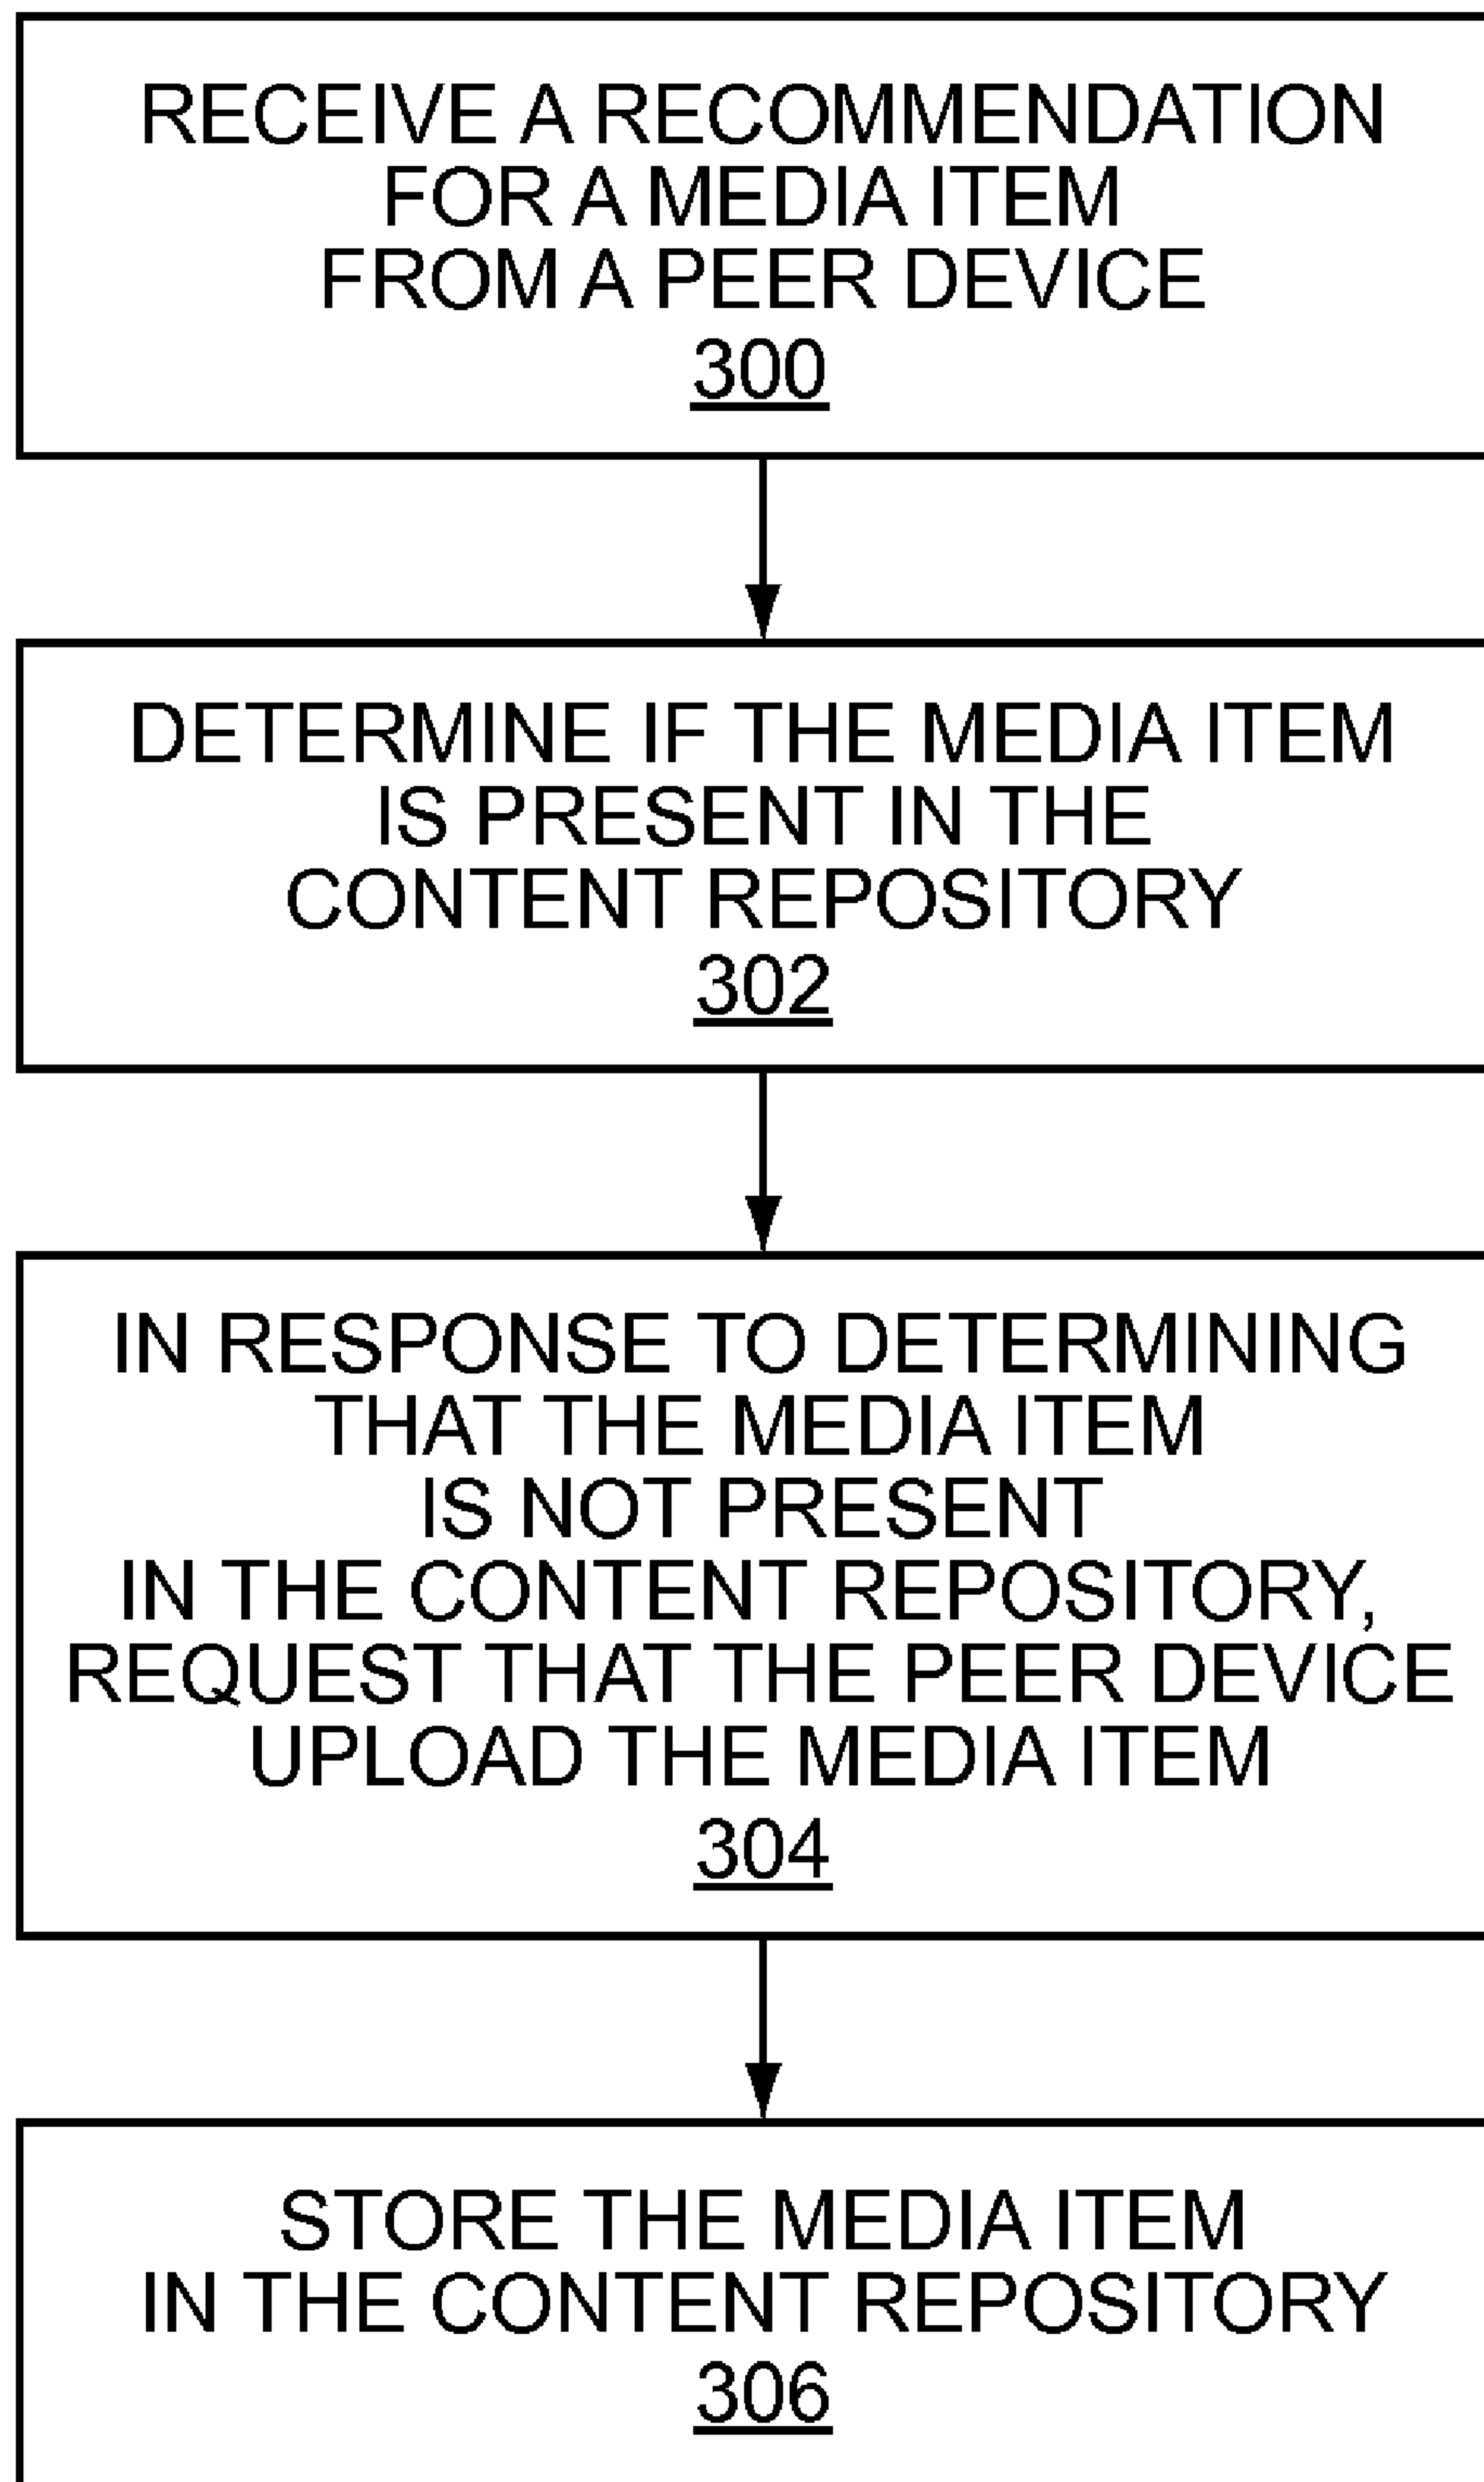 RECEIVE A RECOMMENDATION
FOR A MEDIA ITEM
FROM A PEER DEVICE
300
DETERMINE IF THE MEDIA ITEM
IS PRESENT IN THE
CONTENT REPOSITORY
302
IN RESPONSE TO DETERMINING
THAT THE MEDIA ITEM
IS NOT PRESENT
IN THE CONTENT REPOSITORY,
REQUEST THAT THE PEER DEVICE
UPLOAD THE MEDIA ITEM
304
STORE THE MEDIA ITEM
IN THE CONTENT REPOSITORY
306